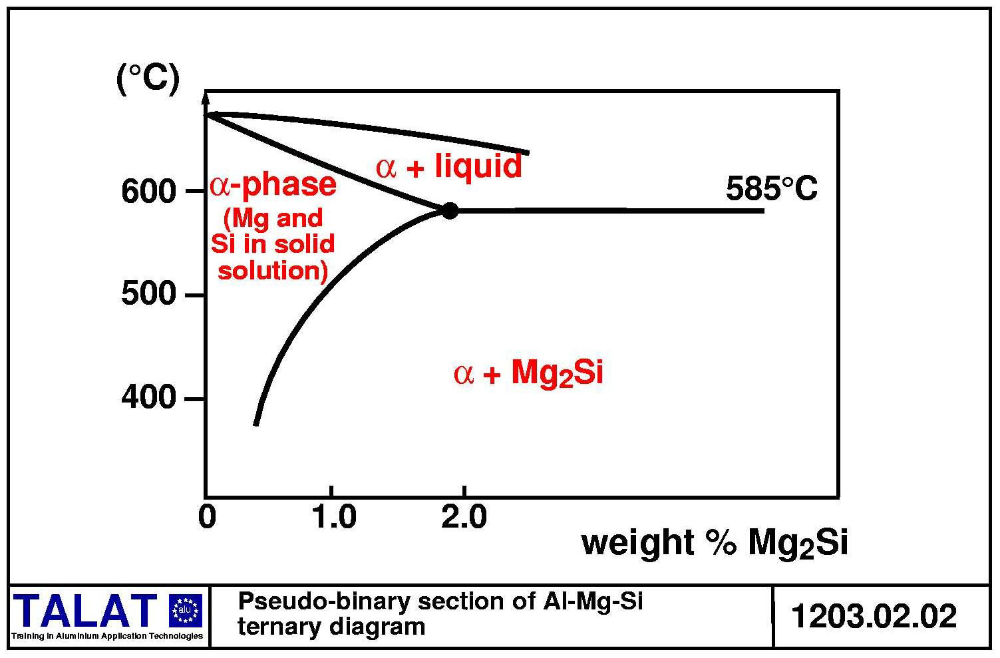 (°C)
α + liquid
585°C
600
α-phase
(Mg and
Si in solid
solution)
500
α + Mg₂Si
400
0
1.0
2.0
weight % Mg₂Si
TALAT
alu
Training in Aluminium Application Technologies
Pseudo-binary section of Al-Mg-Si
ternary diagram
1203.02.02